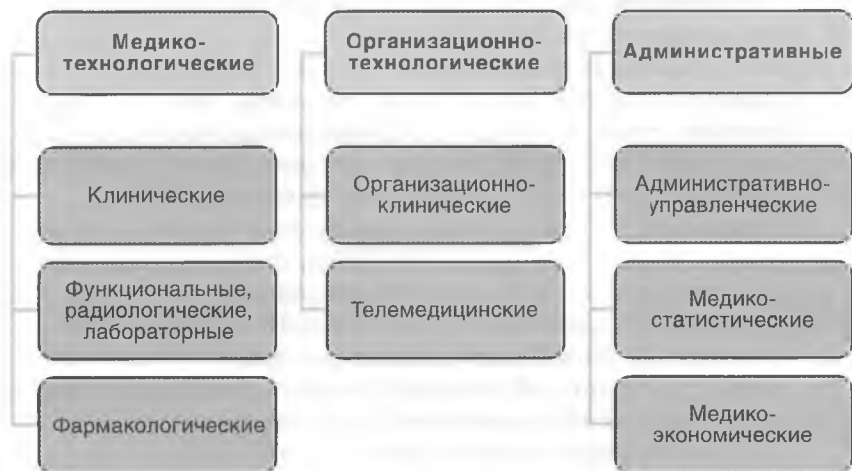 Медико-
технологические
Клинические
Функциональные,
радиологические,
лабораторные
Фармакологические
Организационно-
технологические
Организационно-
клинические
Телемедицинские
Административные
Административно-
управленческие
Медико-
статистические
Медико-
экономические